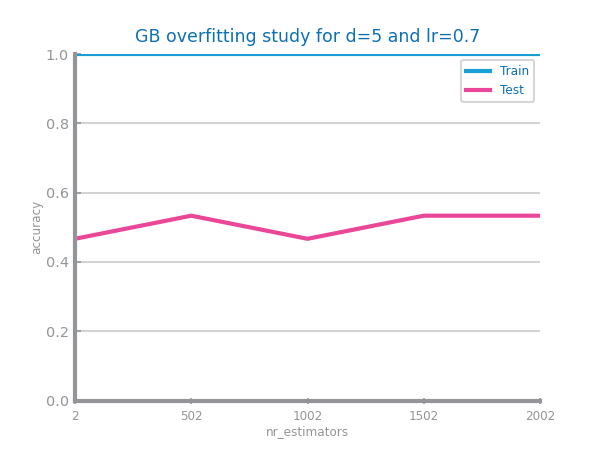 GB overfitting study for d=5 and lr=0.7
1.0
Train
Test
0.8
0.6
accuracy
0.4
0.2
0.0
2 502 1002 1502 2002
nr_estimators